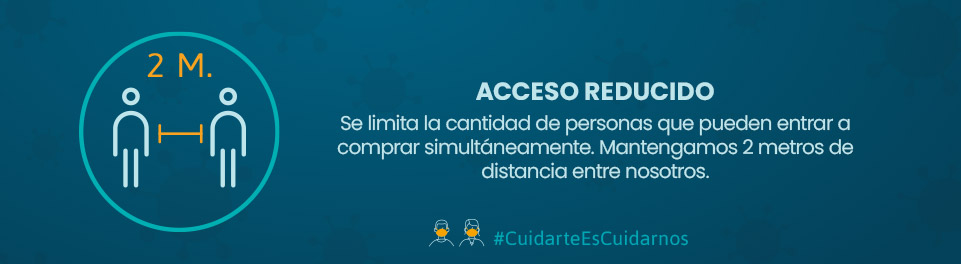 2 M.
ACCESO REDUCIDO
Se limita la cantidad de personas que pueden entrar a
comprar simultáneamente. Mantengamos 2 metros de
distancia entre nosotros.
#CuidarteEsCuidarnos